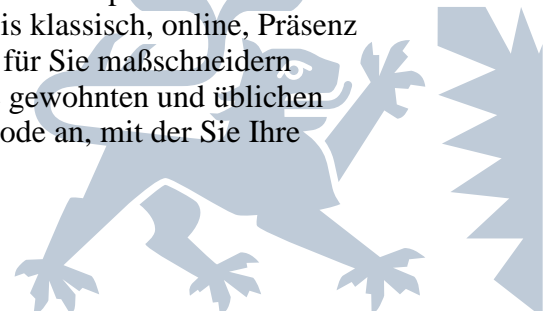 is klassisch, online, Präsenz
für Sie maßschneidern
gewohnten und üblichen
ode an, mit der Sie Ihre